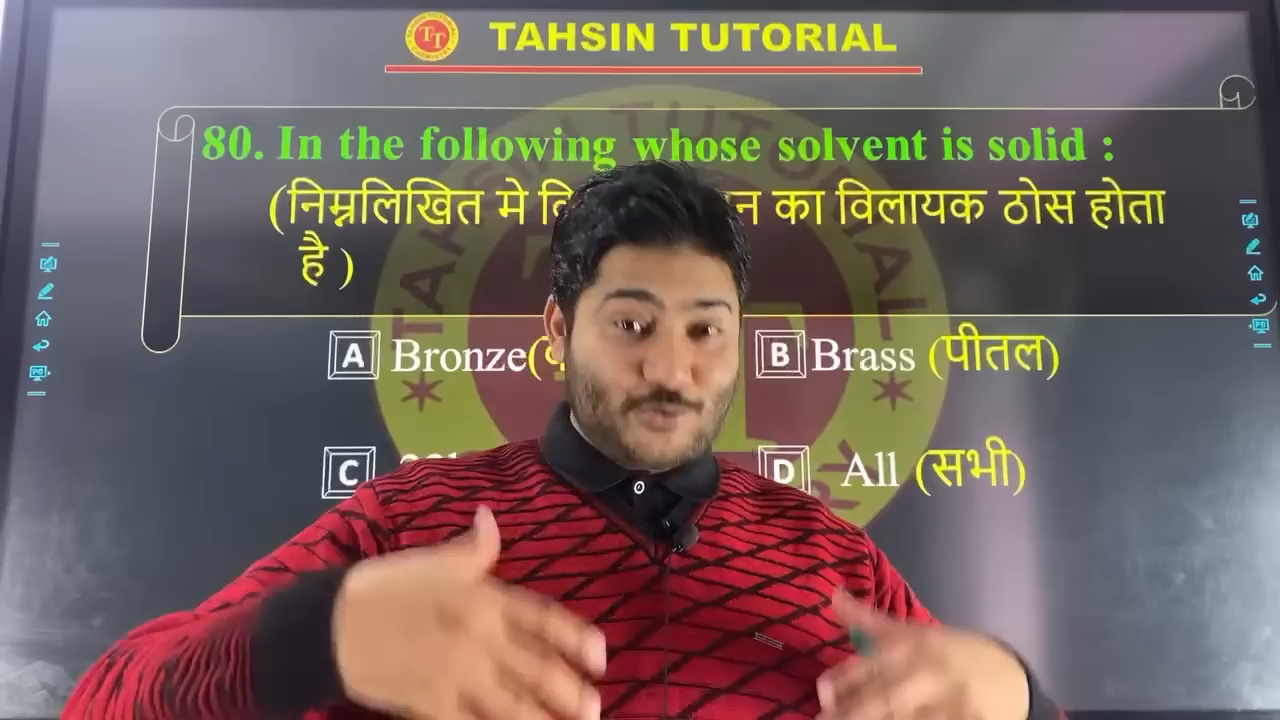 TAHSIN TUTORIAL
80. In the following whose solvent is solid :
(निम्नलिखित मे का विलायक ठोस होता
है )
A Bronze B Brass (पीतल)
C D All (सभी)